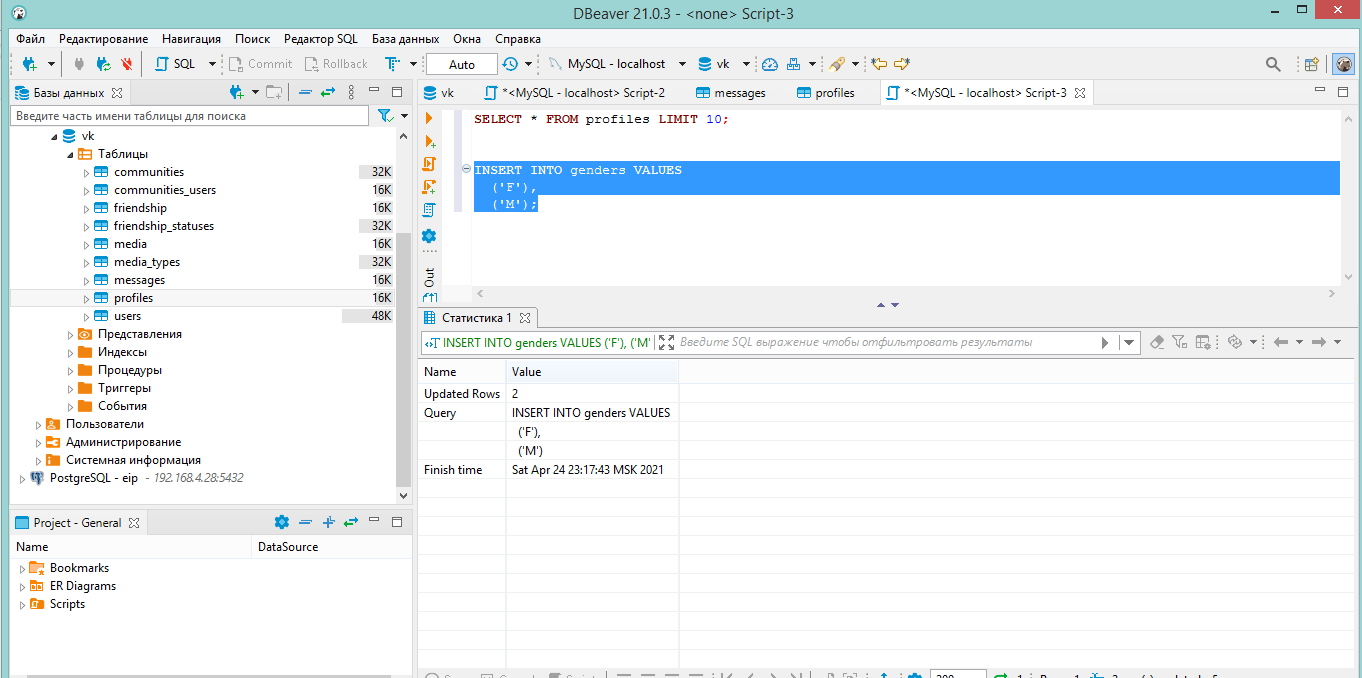 DBeaver 21.0.3 - <none> Script-3
Файл Редактирование Навигация Поиск Редактор SQL База данных Окна Справка
SQL Commit Rollback Auto MySQL - localhost vk
Базы данных
vk *<MySQL - localhost> Script-2 messages profiles *<MySQL - localhost> Script-3
Введите часть имени таблицы для поиска
vk
Таблицы
communities 32K
communities_users 16K
friendship 16K
friendship_statuses 32K
media 16K
media_types 32K
messages 16K
profiles 16K
users 48K
Представления
Индексы
Процедуры
Триггеры
События
Пользователи
Администрирование
Системная информация
PostgreSQL - eip - 192.168.4.28:5432
Project - General
Name DataSource
Bookmarks
ER Diagrams
Scripts
SELECT * FROM profiles LIMIT 10;
INSERT INTO genders VALUES
('F'),
('M');
Out
Статистика 1
INSERT INTO genders VALUES ('F'), ('M' Введите SQL выражение чтобы отфильтровать результаты
Name Value
Updated Rows 2
Query INSERT INTO genders VALUES
('F'),
('M')
Finish time Sat Apr 24 23:17:43 MSK 2021